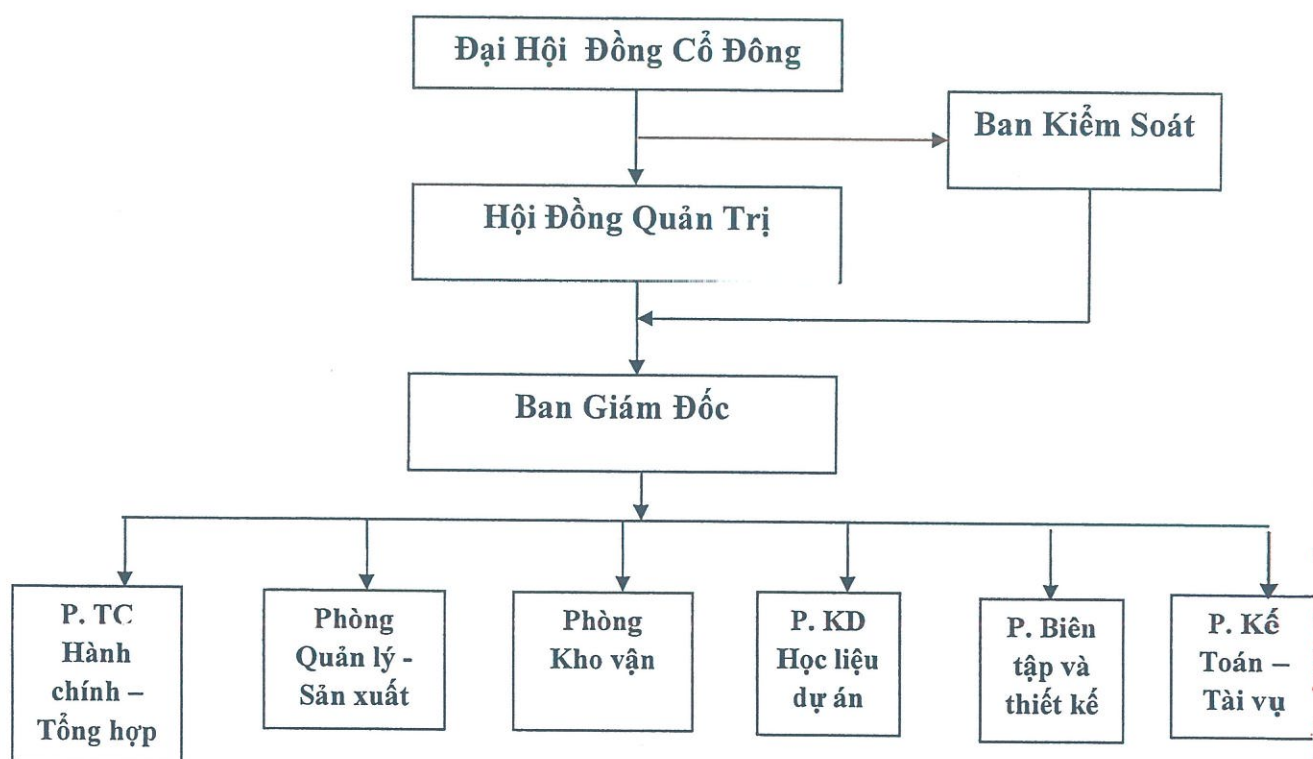 Đại Hội Đồng Cổ Đông
Ban Kiểm Soát
Hội Đồng Quản Trị
Ban Giám Đốc
P. TC
Hành
chính –
Tổng hợp
Phòng
Quản lý -
Sản xuất
Phòng
Kho vận
P. KD
Học liệu
dự án
P. Biên
tập và
thiết kế
P. Kế
Toán –
Tài vụ